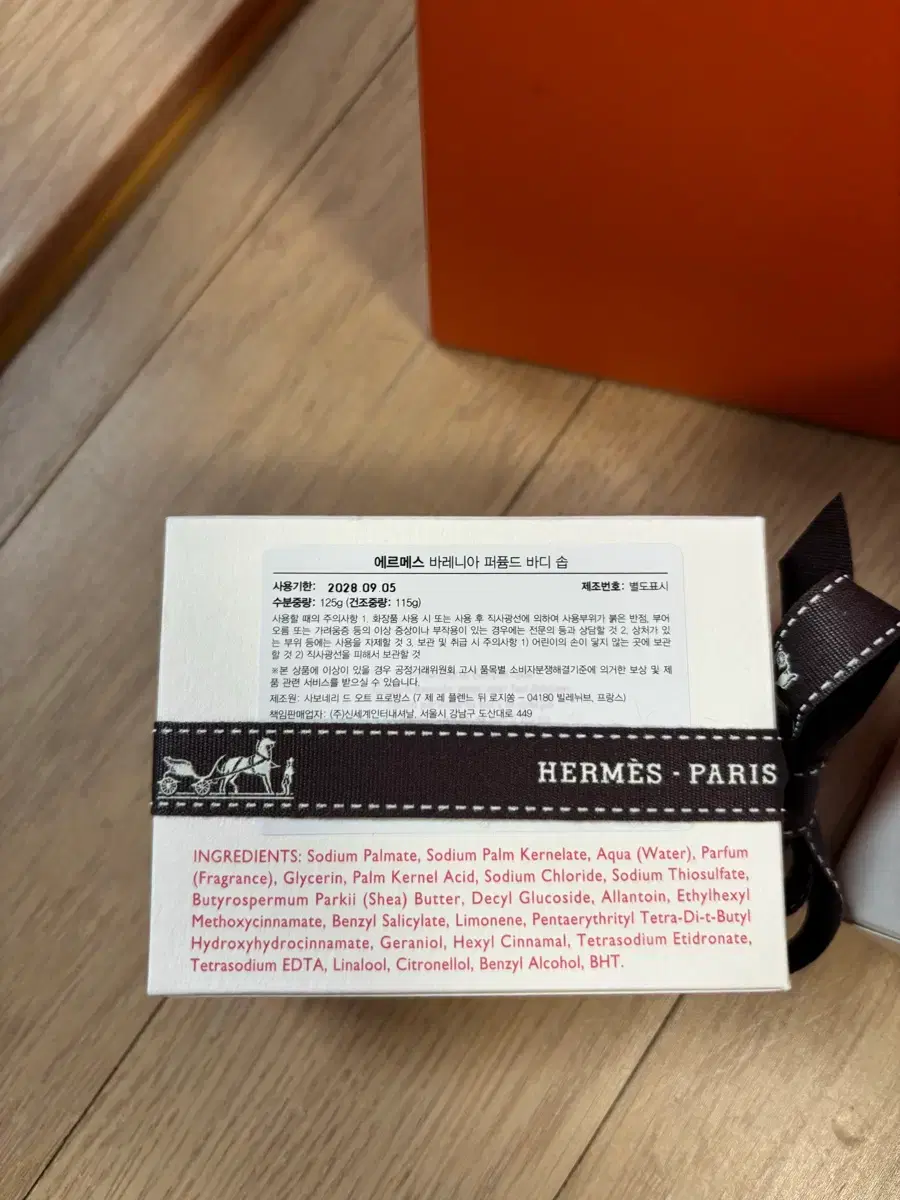 에르메스 바레니아 퍼퓸드 바디 솝
사용기한: 2028.09.05 제조번호: 별도표시
수분중량: 125g (건조중량: 115g)
사용할 때의 주의사항 1. 화장품 사용 시 또는 사용 후 직사광선에 의하여 사용부위가 붉은 반점, 부어
오름 또는 가려움증 등의 이상 증상이나 부작용이 있는 경우에는 전문의 등과 상담할 것 2. 상처가 있
는 부위 등에는 사용을 자제할 것 3. 보관 및 취급 시 주의사항 1) 어린이의 손이 닿지 않는 곳에 보관
할 것 2) 직사광선을 피해서 보관할 것
※본 상품에 이상이 있을 경우 공정거래위원회 고시 품목별 소비자분쟁해결기준에 의거한 보상 및 제
품 관련 서비스를 받으실 수 있습니다.
제조원: 사보네리 드 오트 프로방스 (7 제 레 플렌느 뒤 로지쏭 – 04180 빌레뉴브, 프랑스)
책임판매업자: (주)신세계인터내셔날, 서울시 강남구 도산대로 449
HERMÈS - PARIS
INGREDIENTS: Sodium Palmate, Sodium Palm Kernelate, Aqua (Water), Parfum
(Fragrance), Glycerin, Palm Kernel Acid, Sodium Chloride, Sodium Thiosulfate,
Butyrospermum Parkii (Shea) Butter, Decyl Glucoside, Allantoin, Ethylhexyl
Methoxycinnamate, Benzyl Salicylate, Limonene, Pentaerythrityl Tetra-Di-t-Butyl
Hydroxyhydrocinnamate, Geraniol, Hexyl Cinnamal, Tetrasodium Etidronate,
Tetrasodium EDTA, Linalool, Citronellol, Benzyl Alcohol, BHT.